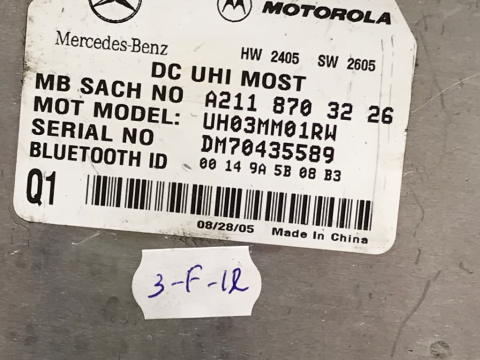 MOTOROLA
Mercedes-Benz
HW 2405 SW 2605
DC UHI MOST
MB SACH NO A211 870 32 26
MOT MODEL: UH03MM01RW
SERIAL NO DM70435589
BLUETOOTH ID 00 14 9A 5B 08 B3
Q1
08/28/05 Made In China
3-F-12